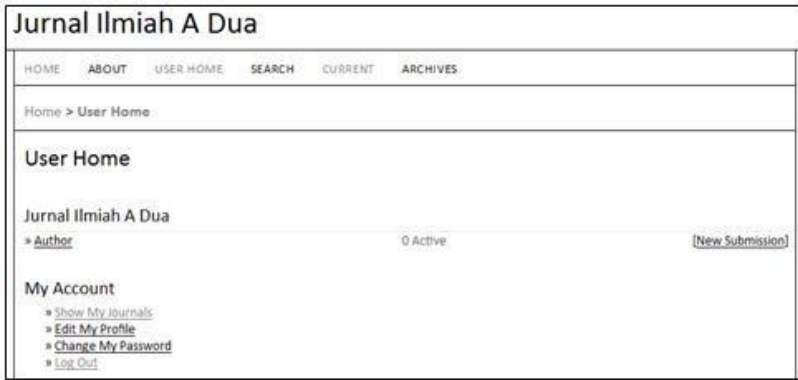 Jurnal Ilmiah A Dua
HOME ABOUT USER HOME SEARCH CURRENT ARCHIVES
Home > User Home
User Home
Jurnal Ilmiah A Dua
» Author 0 Active [New Submission]
My Account
» Show My Journals
» Edit My Profile
» Change My Password
» Log Out